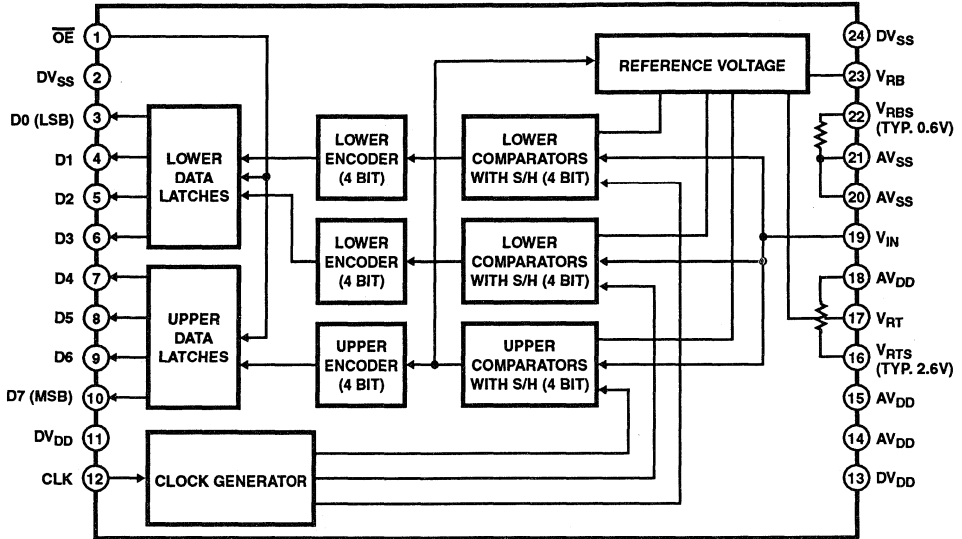 OE
1
DVSS
2
D0 (LSB)
3
D1
4
D2
5
D3
6
D4
7
D5
8
D6
9
D7 (MSB)
10
DVDD
11
CLK
12
LOWER
DATA
LATCHES
UPPER
DATA
LATCHES
CLOCK GENERATOR
LOWER
ENCODER
(4 BIT)
LOWER
ENCODER
(4 BIT)
UPPER
ENCODER
(4 BIT)
LOWER
COMPARATORS
WITH S/H (4 BIT)
LOWER
COMPARATORS
WITH S/H (4 BIT)
UPPER
COMPARATORS
WITH S/H (4 BIT)
REFERENCE VOLTAGE
24
DVSS
23
VRB
22
VRBS
(TYP. 0.6V)
21
AVSS
20
AVSS
19
VIN
18
AVDD
17
VRT
16
VRTS
(TYP. 2.6V)
15
AVDD
14
AVDD
13
DVDD